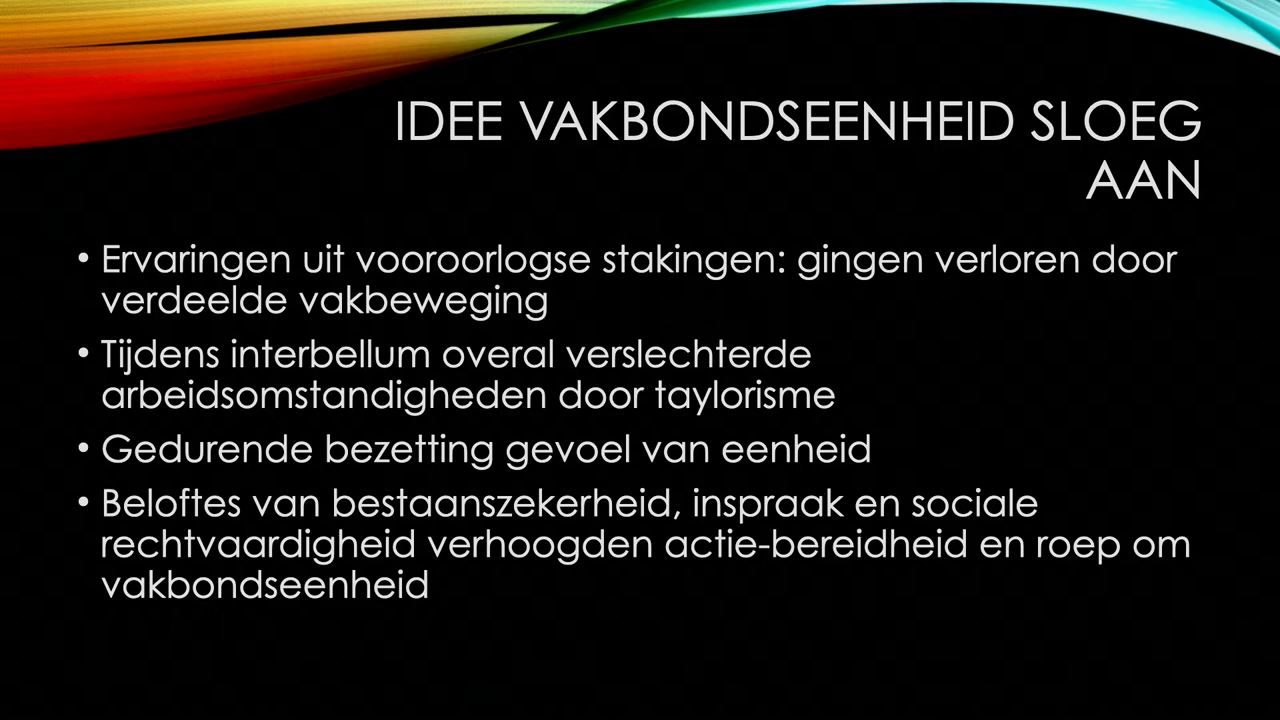 IDEE VAKBONDSEENHEID SLOEG
AAN
• Ervaringen uit vooroorlogse stakingen: gingen verloren door
verdeelde vakbeweging
• Tijdens interbellum overal verslechterde
arbeidsomstandigheden door taylorisme
• Gedurende bezetting gevoel van eenheid
• Beloftes van bestaanszekerheid, inspraak en sociale
rechtvaardigheid verhoogden actie-bereidheid en roep om
vakbondseenheid